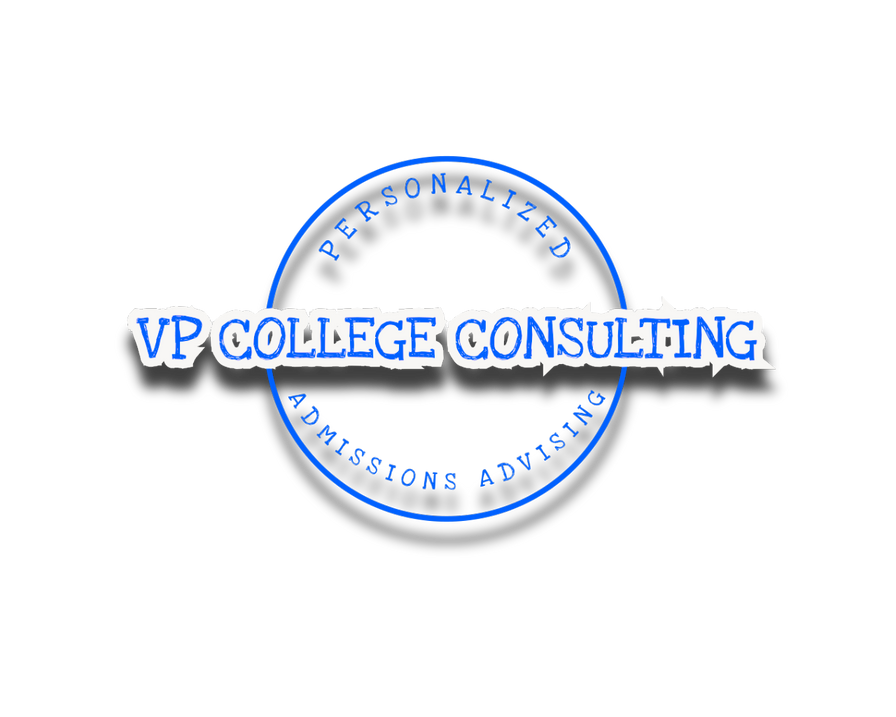 PERSONALIZED
VP COLLEGE CONSULTING
ADMISSIONS ADVISING